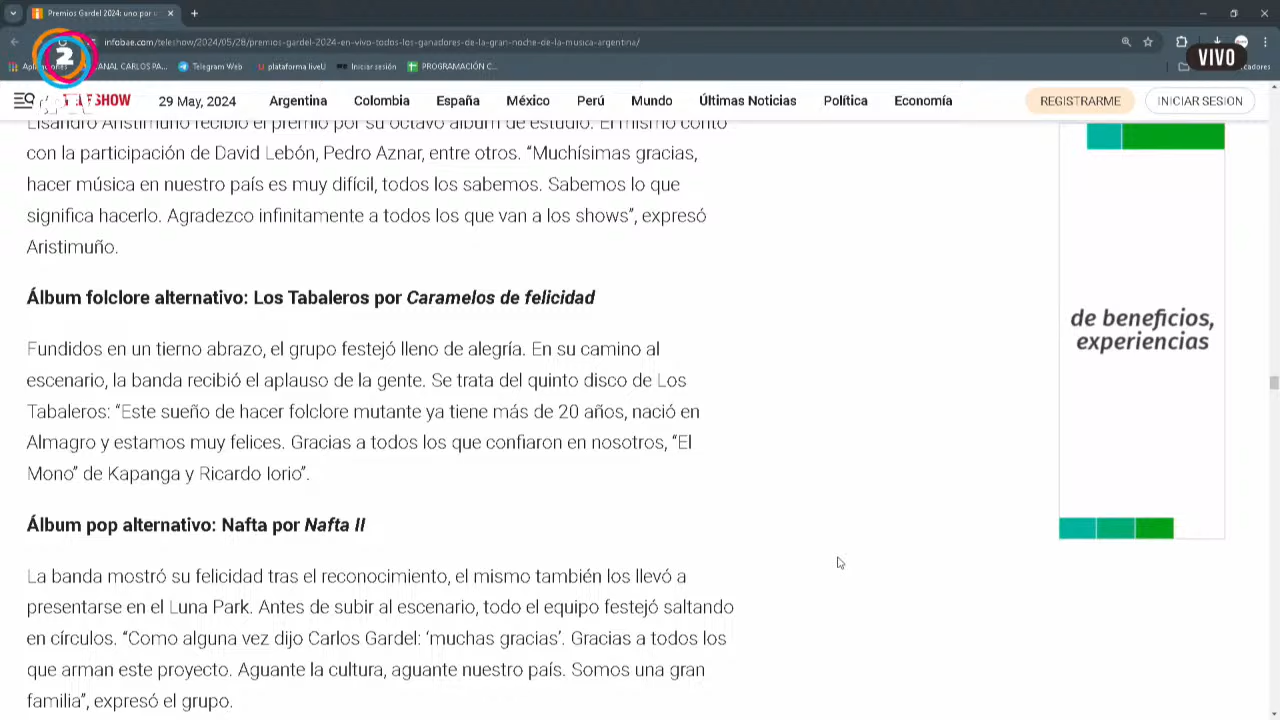 Premios Gardel 2024: uno por u
infobae.com/teleshow/2024/05/28/premios-gardel-2024-en-vivo-todos-los-ganadores-de-la-gran-noche-de-la-musica-argentina/
2
VIVO
Telegram Web
plataforma liveU
Iniciar sesión
PROGRAMACIÓN C...
29 May, 2024
Argentina
Colombia
España
México
Perú
Mundo
Últimas Noticias
Política
Economía
REGISTRARME
INICIAR SESION
Lisandro Aristimuño recibió el premio por su octavo álbum de estudio. El mismo contó
con la participación de David Lebón, Pedro Aznar, entre otros. “Muchísimas gracias,
hacer música en nuestro país es muy difícil, todos los sabemos. Sabemos lo que
significa hacerlo. Agradezco infinitamente a todos los que van a los shows”, expresó
Aristimuño.
Álbum folclore alternativo: Los Tabaleros por Caramelos de felicidad
Fundidos en un tierno abrazo, el grupo festejó lleno de alegría. En su camino al
escenario, la banda recibió el aplauso de la gente. Se trata del quinto disco de Los
Tabaleros: “Este sueño de hacer folclore mutante ya tiene más de 20 años, nació en
Almagro y estamos muy felices. Gracias a todos los que confiaron en nosotros, “El
Mono” de Kapanga y Ricardo Iorio”.
Álbum pop alternativo: Nafta por Nafta II
La banda mostró su felicidad tras el reconocimiento, el mismo también los llevó a
presentarse en el Luna Park. Antes de subir al escenario, todo el equipo festejó saltando
en círculos. “Como alguna vez dijo Carlos Gardel: ‘muchas gracias’. Gracias a todos los
que arman este proyecto. Aguante la cultura, aguante nuestro país. Somos una gran
familia”, expresó el grupo.
de beneficios,
experiencias